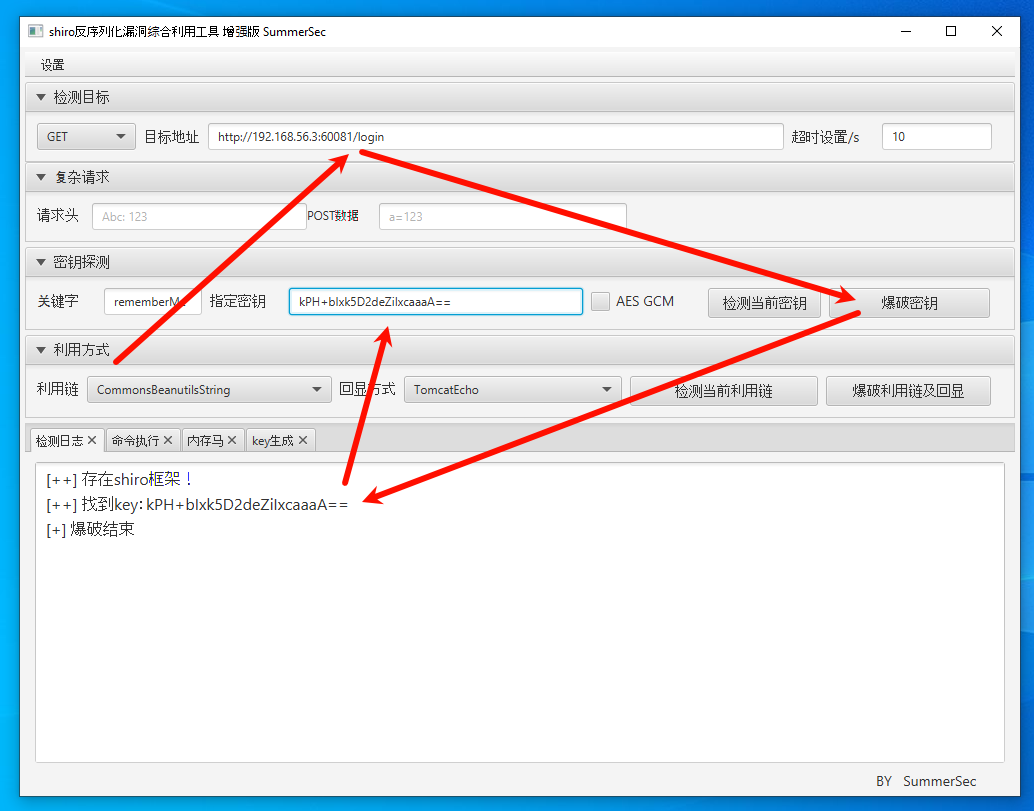 shiro反序列化漏洞综合利用工具 增强版 SummerSec
设置
检测目标
GET 目标地址 http://192.168.56.3:60081/login 超时设置/s 10
复杂请求
请求头 Abc: 123 POST数据 a=123
密钥探测
关键字 rememberMe 指定密钥 kPH+bIxk5D2deZiIxcaaaA== AES GCM 检测当前密钥 爆破密钥
利用方式
利用链 CommonsBeanutilsString 回显方式 TomcatEcho 检测当前利用链 爆破利用链及回显
检测日志 命令执行 内存马 key生成
[++] 存在shiro框架！
[++] 找到key: kPH+bIxk5D2deZiIxcaaaA==
[+] 爆破结束
BY SummerSec